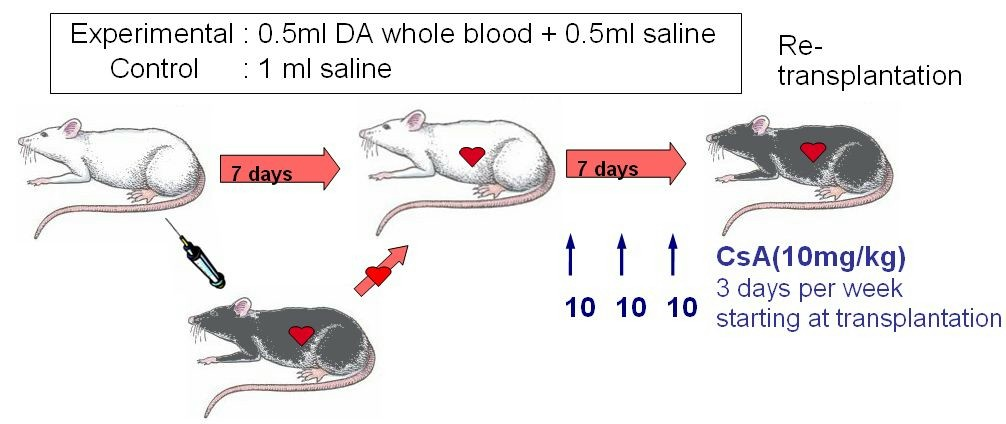 Experimental : 0.5ml DA whole blood + 0.5ml saline
Control : 1 ml saline
Re-
transplantation
7 days
7 days
10 10 10
CsA(10mg/kg)
3 days per week
starting at transplantation